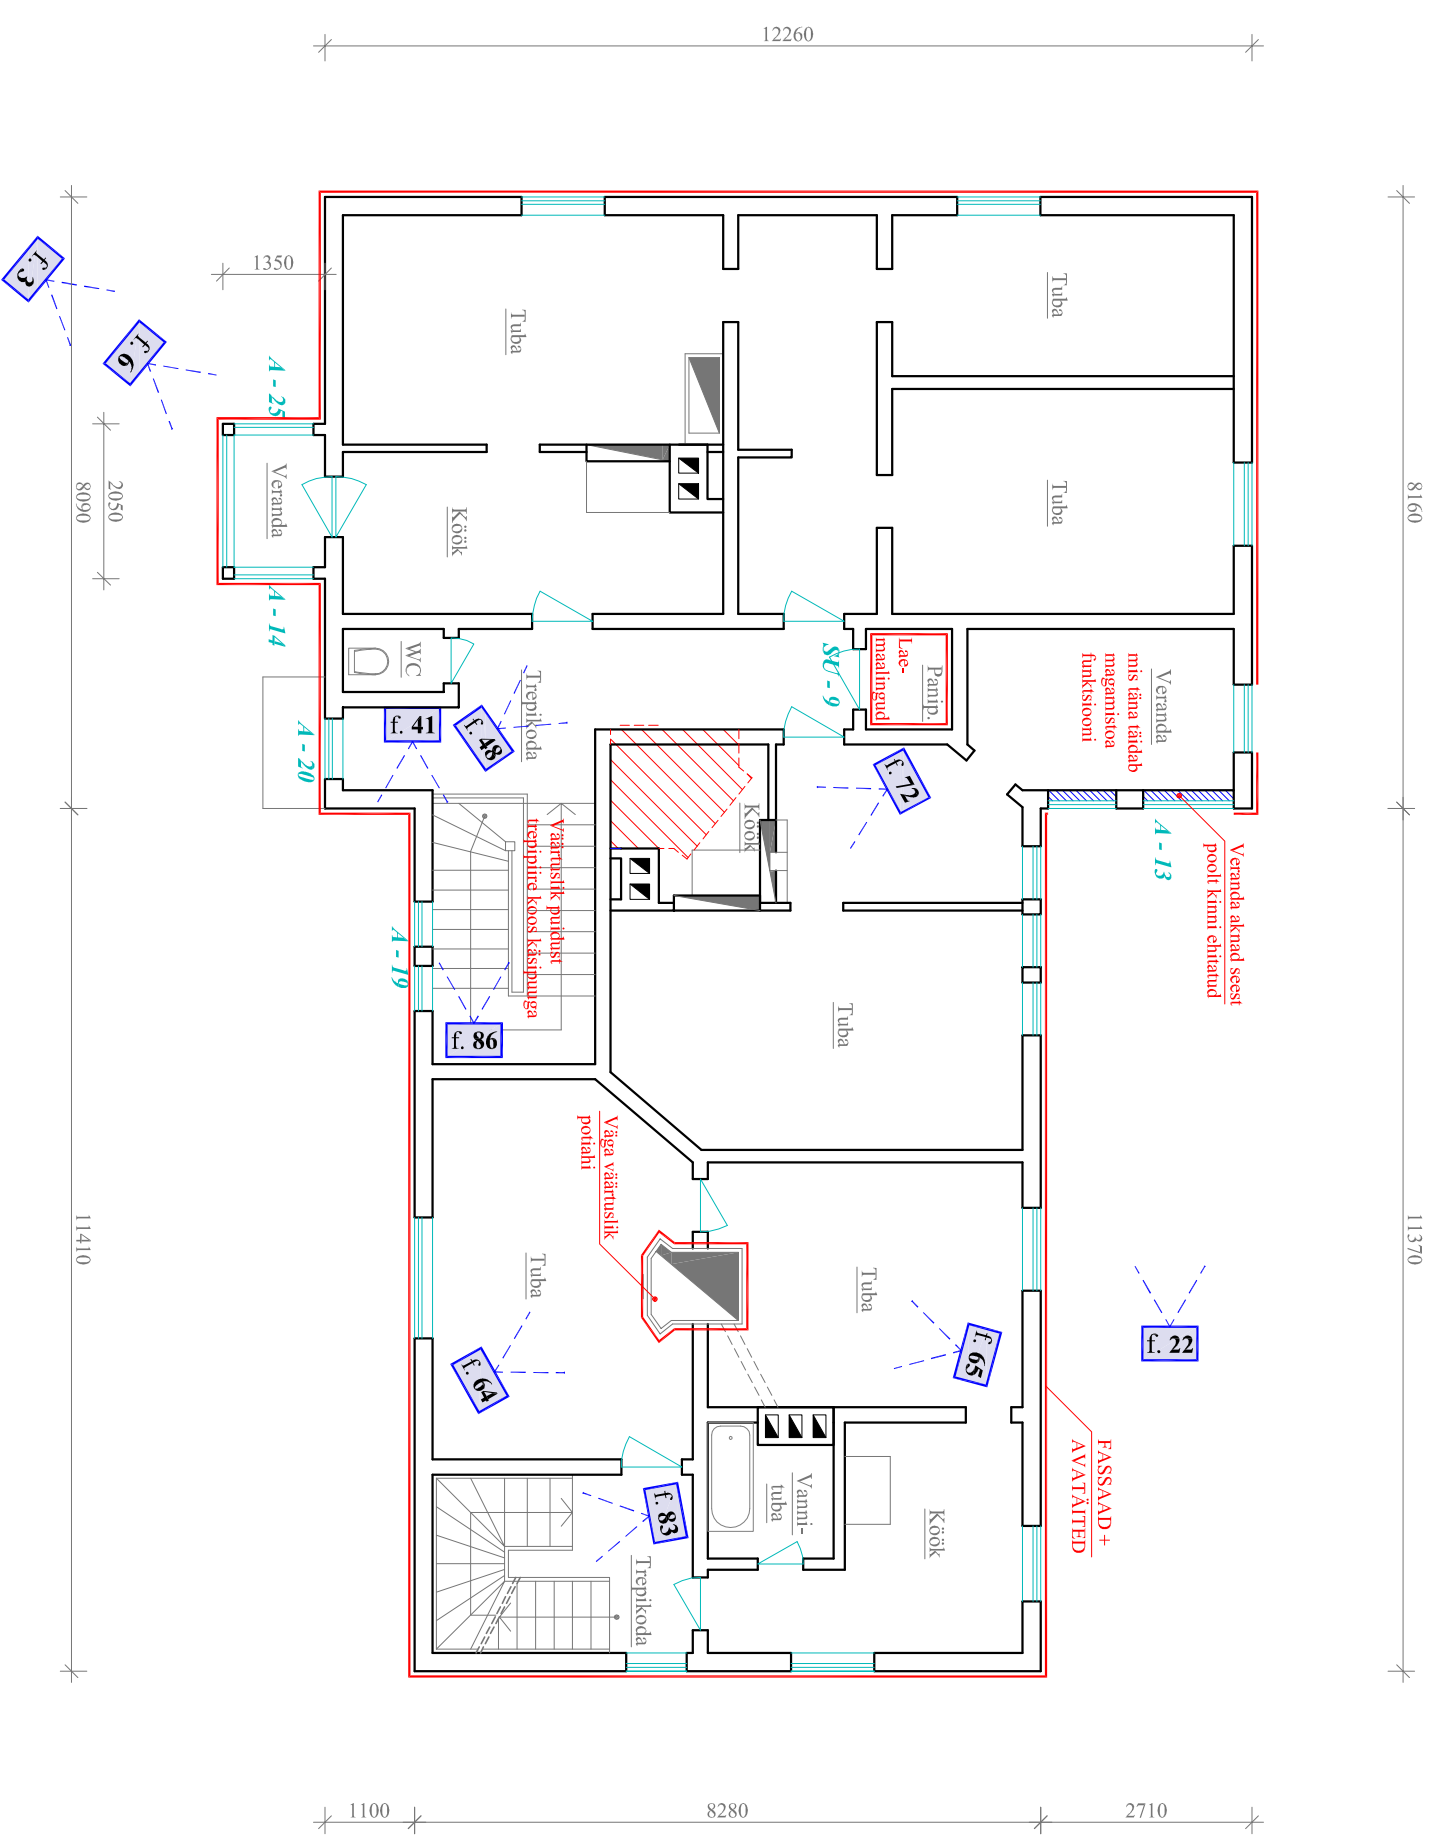 12260
1350
8090
2050
8160
11410
11370
1100
8280
2710
f. 3
f. 6
A - 25
Veranda
A - 14
Tuba
Tuba
Tuba
Köök
WC
Trepikoda
SU - 9
Lae-
maalingud
Panip.
Veranda
mis täna täidab
magamistoa
funktsiooni
A - 20
f. 41
f. 48
f. 72
Köök
A - 13
Veranda aknad seest
poolt kinni ehitatud
Väärtuslik puidust
trepipiire koos käsipuuga
A - 19
f. 86
Tuba
Väga väärtuslik
potiahi
Tuba
Tuba
f. 64
f. 65
f. 22
FASSAAD +
AVATÄITED
f. 83
Trepikoda
Vanni-
tuba
Köök